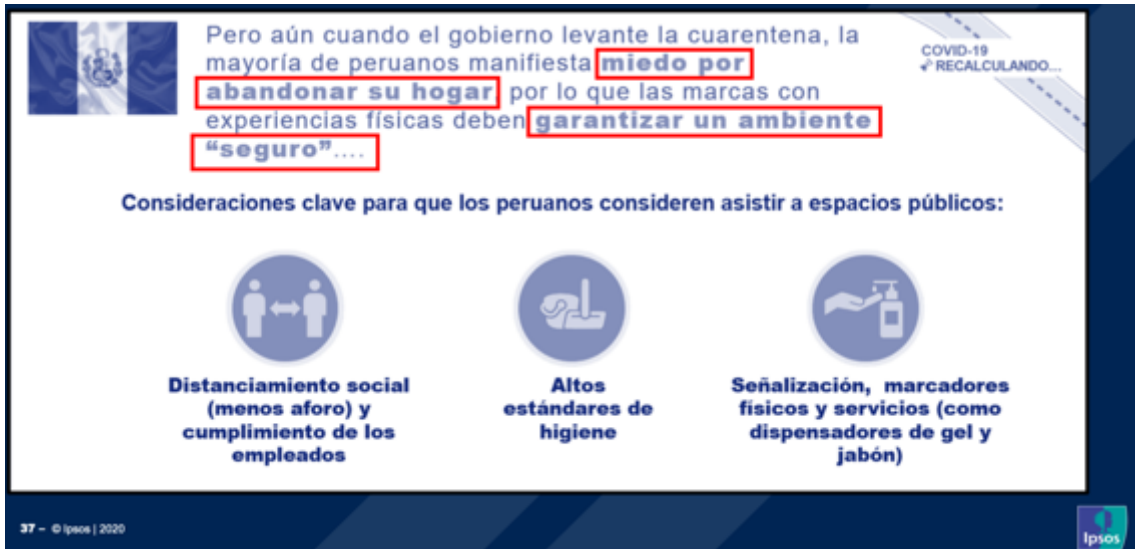 Pero aún cuando el gobierno levante la cuarentena, la
mayoría de peruanos manifiesta miedo por
abandonar su hogar, por lo que las marcas con
experiencias físicas deben garantizar un ambiente
“seguro”....
COVID-19
RECALCULANDO...
Consideraciones clave para que los peruanos consideren asistir a espacios públicos:
Distanciamiento social
(menos aforo) y
cumplimiento de los
empleados
Altos
estándares de
higiene
Señalización, marcadores
físicos y servicios (como
dispensadores de gel y
jabón)
37 – © Ipsos | 2020
Ipsos